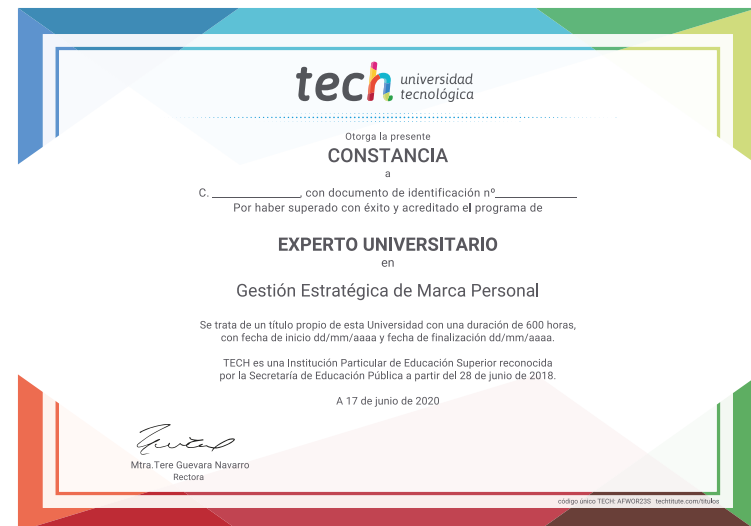 tech universidad
tecnológica
Otorga la presente
CONSTANCIA
a
C. ______________, con documento de identificación nº______________
Por haber superado con éxito y acreditado el programa de
EXPERTO UNIVERSITARIO
en
Gestión Estratégica de Marca Personal
Se trata de un título propio de esta Universidad con una duración de 600 horas,
con fecha de inicio dd/mm/aaaa y fecha de finalización dd/mm/aaaa.
TECH es una Institución Particular de Educación Superior reconocida
por la Secretaría de Educación Pública a partir del 28 de junio de 2018.
A 17 de junio de 2020
Mtra.Tere Guevara Navarro
Rectora
código único TECH: AFWOR23S techtitute.com/titulos